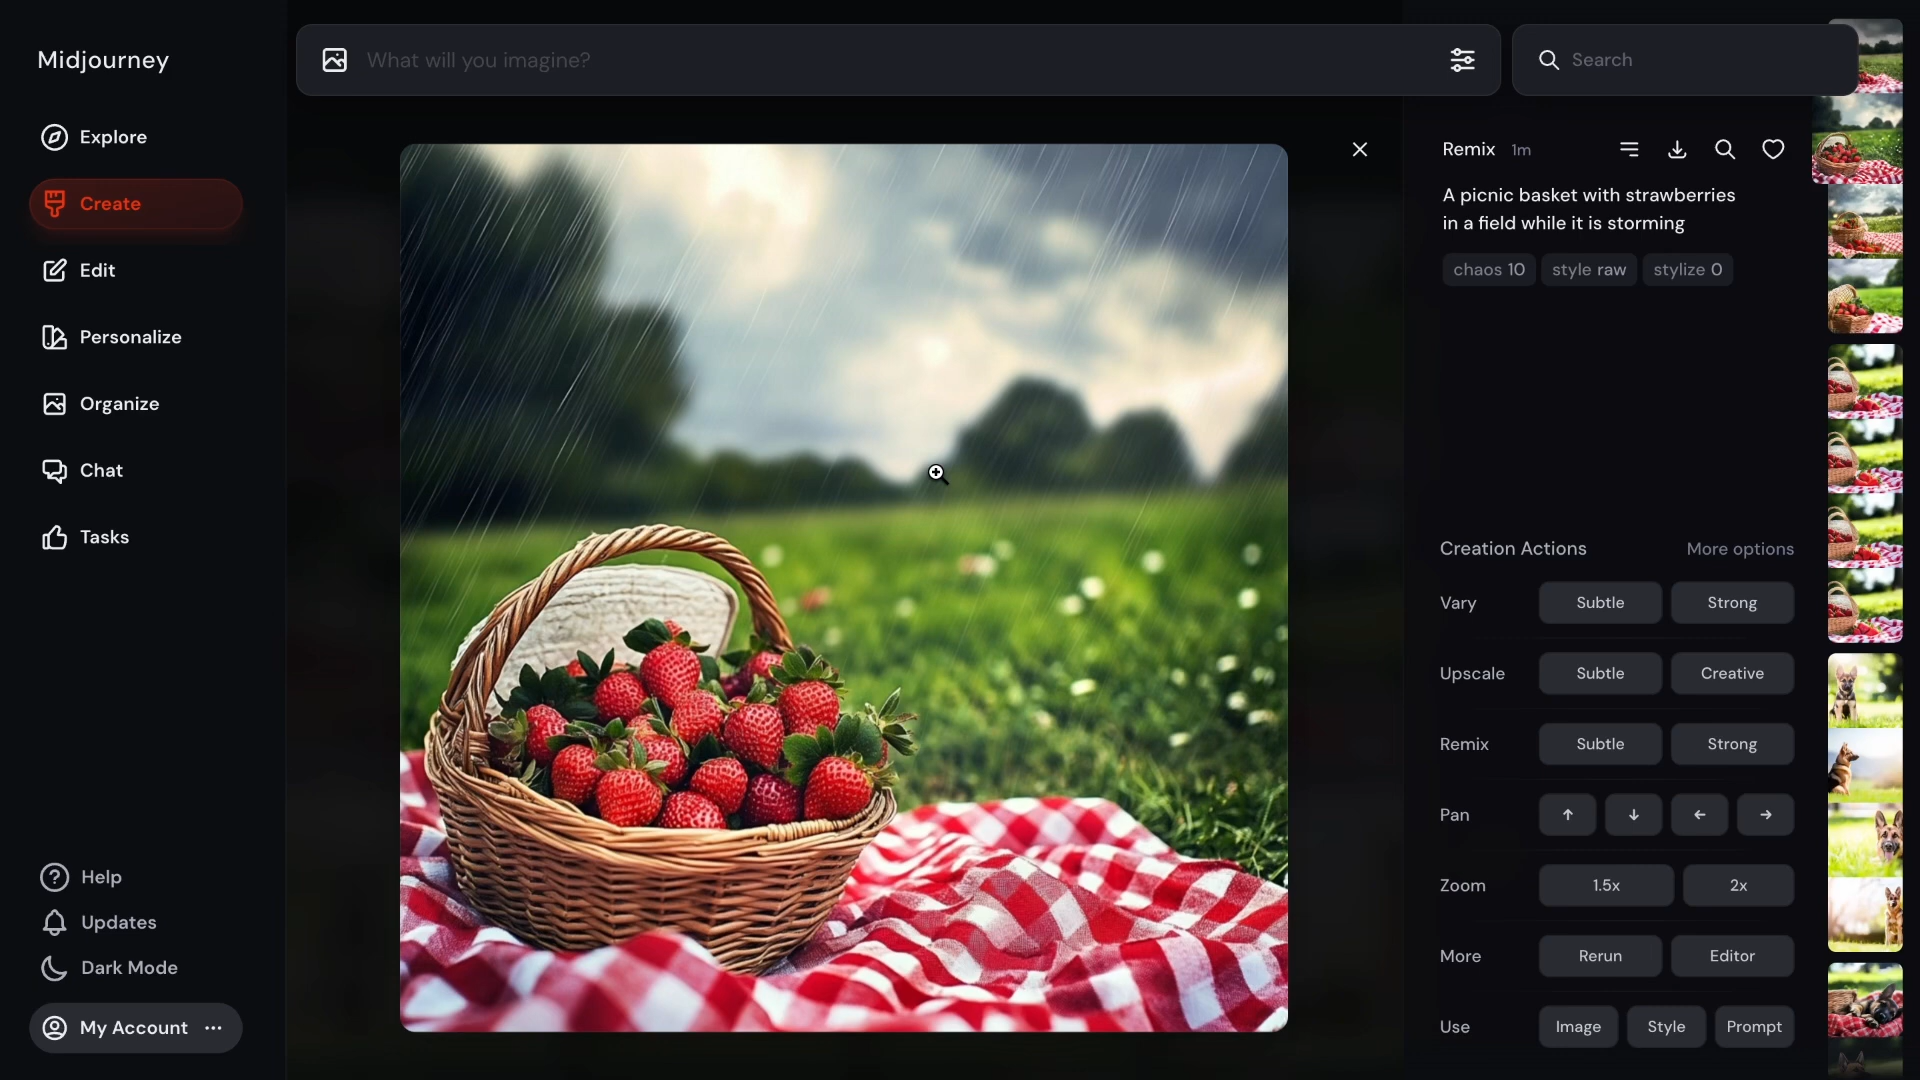 Midjourney
Explore
Create
Edit
Personalize
Organize
Chat
Tasks
Help
Updates
Dark Mode
My Account
What will you imagine?
Search
Remix 1m
A picnic basket with strawberries
in a field while it is storming
chaos 10 style raw stylize 0
Creation Actions More options
Vary Subtle Strong
Upscale Subtle Creative
Remix Subtle Strong
Pan
Zoom 1.5x 2x
More Rerun Editor
Use Image Style Prompt